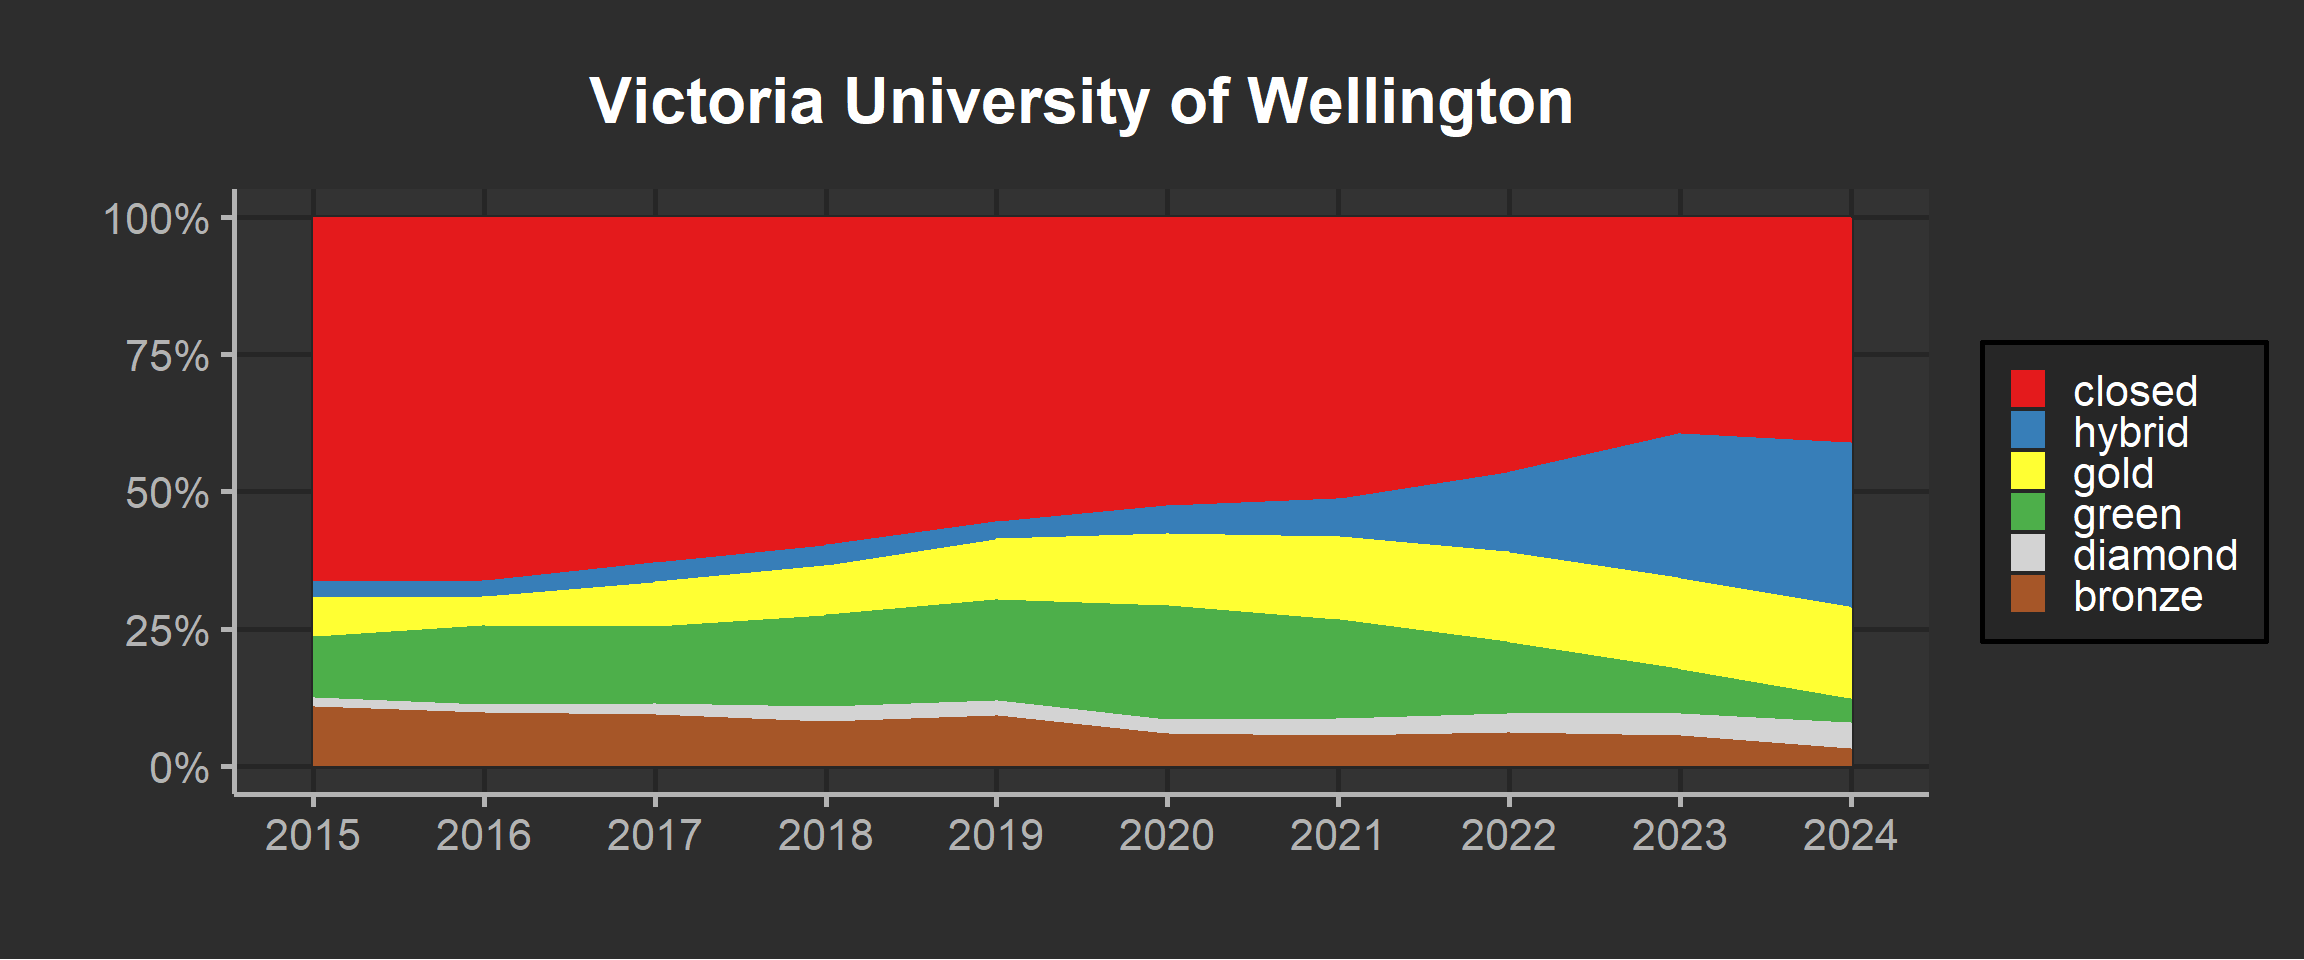 Victoria University of Wellington
100%
75%
50%
25%
0%
2015 2016 2017 2018 2019 2020 2021 2022 2023 2024
closed
hybrid
gold
green
diamond
bronze